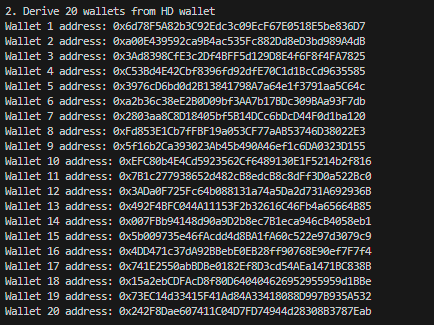 2. Derive 20 wallets from HD wallet
Wallet 1 address: 0x6d78F5A82b3C92Edc3c09EcF67E0518E5be836D7
Wallet 2 address: 0xa00E439592ca9B4ac535Fc882Dd8eD3bd989A4dB
Wallet 3 address: 0x3Ad8398CfE3c2Df4BFF5d129D8E4f6F8f4FA7825
Wallet 4 address: 0xC53Bd4E42Cbf8396fd92dfE70C1d1BcCd9635585
Wallet 5 address: 0x3976cD6bd0d2B13841798A7a64e1f3791aa5C64c
Wallet 6 address: 0xa2b36c38eE2B0D09bf3AA7b17BDc309BAa93F7db
Wallet 7 address: 0x2803aa8C8D18405bf5B14DCc6bDcD44F0d1ba120
Wallet 8 address: 0xFd853E1Cb7fFBF19a053CF77aAB53746D38022E3
Wallet 9 address: 0x5f16b2Ca393023Ab45b490A46ef1c6DA0323D155
Wallet 10 address: 0xEFC80b4E4Cd5923562Cf6489130E1F5214b2f816
Wallet 11 address: 0x7B1c277938652d482cB8edcB8c8dFf3D0a522Bc0
Wallet 12 address: 0x3ADa0F725Fc64b088131a74a5Da2d731A692936B
Wallet 13 address: 0x492F4BFC044A11153F2b32616C46Fb4a65664B85
Wallet 14 address: 0x007FBb94148d90a9D2b8ec7B1eca946cB4058eb1
Wallet 15 address: 0x5b009735e46fAcdd4d8BA1fA60c522e97d3079c9
Wallet 16 address: 0x4DD471c37dA92BBebE0EB28ff90768E90ef7F7f4
Wallet 17 address: 0x741E2550abBDBe0182Ef8D3cd54AEa1471BC838B
Wallet 18 address: 0x15a2ebCDFAcD8f80D640404626952955959d1BBe
Wallet 19 address: 0x73EC14d33415F41Ad84A33418088D997B935A532
Wallet 20 address: 0x242F8Dae607411C04D7FD74944d28308B3787Eab